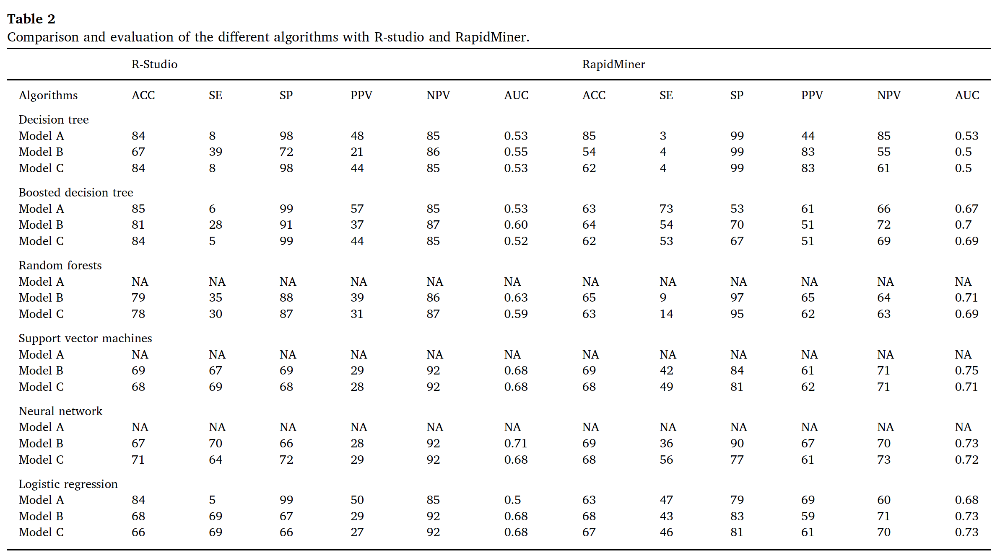 Table 2
Comparison and evaluation of the different algorithms with R-studio and RapidMiner.
R-Studio RapidMiner
Algorithms ACC SE SP PPV NPV AUC ACC SE SP PPV NPV AUC
Decision tree
Model A 84 8 98 48 85 0.53 85 3 99 44 85 0.53
Model B 67 39 72 21 86 0.55 54 4 99 83 55 0.5
Model C 84 8 98 44 85 0.53 62 4 99 83 61 0.5
Boosted decision tree
Model A 85 6 99 57 85 0.53 63 73 53 61 66 0.67
Model B 81 28 91 37 87 0.60 64 54 70 51 72 0.7
Model C 84 5 99 44 85 0.52 62 53 67 51 69 0.69
Random forests
Model A NA NA NA NA NA NA NA NA NA NA NA NA
Model B 79 35 88 39 86 0.63 65 9 97 65 64 0.71
Model C 78 30 87 31 87 0.59 63 14 95 62 63 0.69
Support vector machines
Model A NA NA NA NA NA NA NA NA NA NA NA NA
Model B 69 67 69 29 92 0.68 69 42 84 61 71 0.75
Model C 68 69 68 28 92 0.68 68 49 81 62 71 0.71
Neural network
Model A NA NA NA NA NA NA NA NA NA NA NA NA
Model B 67 70 66 28 92 0.71 69 36 90 67 70 0.73
Model C 71 64 72 29 92 0.68 68 56 77 61 73 0.72
Logistic regression
Model A 84 5 99 50 85 0.5 63 47 79 69 60 0.68
Model B 68 69 67 29 92 0.68 68 43 83 59 71 0.73
Model C 66 69 66 27 92 0.68 67 46 81 61 70 0.73